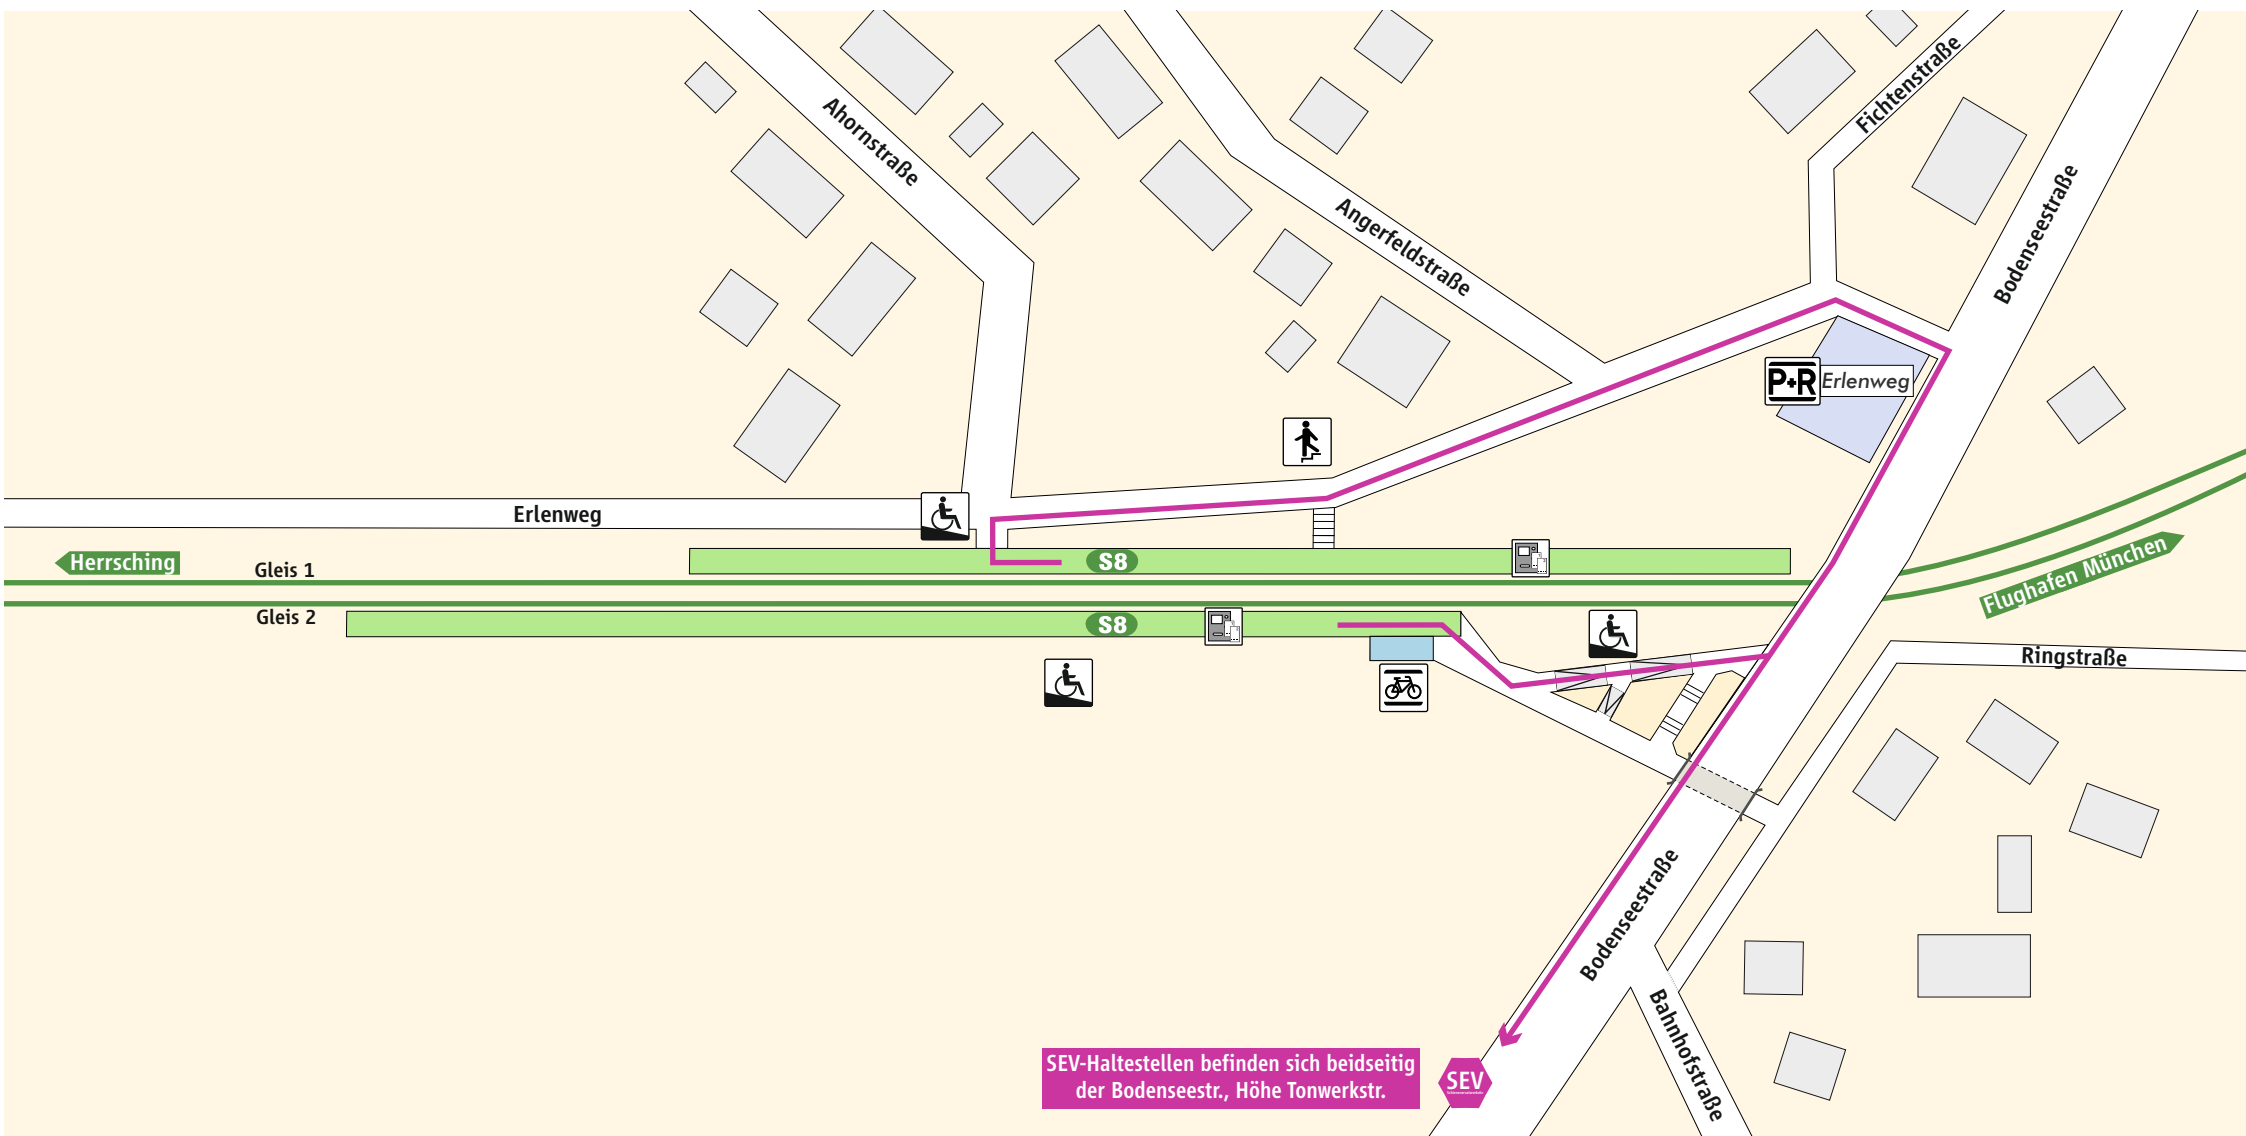 Ahornstraße
Angerfeldstraße
Fichtenstraße
Bodenseestraße
P+R Erlenweg
Erlenweg
Herrsching
Gleis 1
S8
Flughafen München
Gleis 2
S8
Ringstraße
Bodenseestraße
Bahnhofstraße
SEV-Haltestellen befinden sich beidseitig
der Bodenseestr., Höhe Tonwerkstr.
SEV